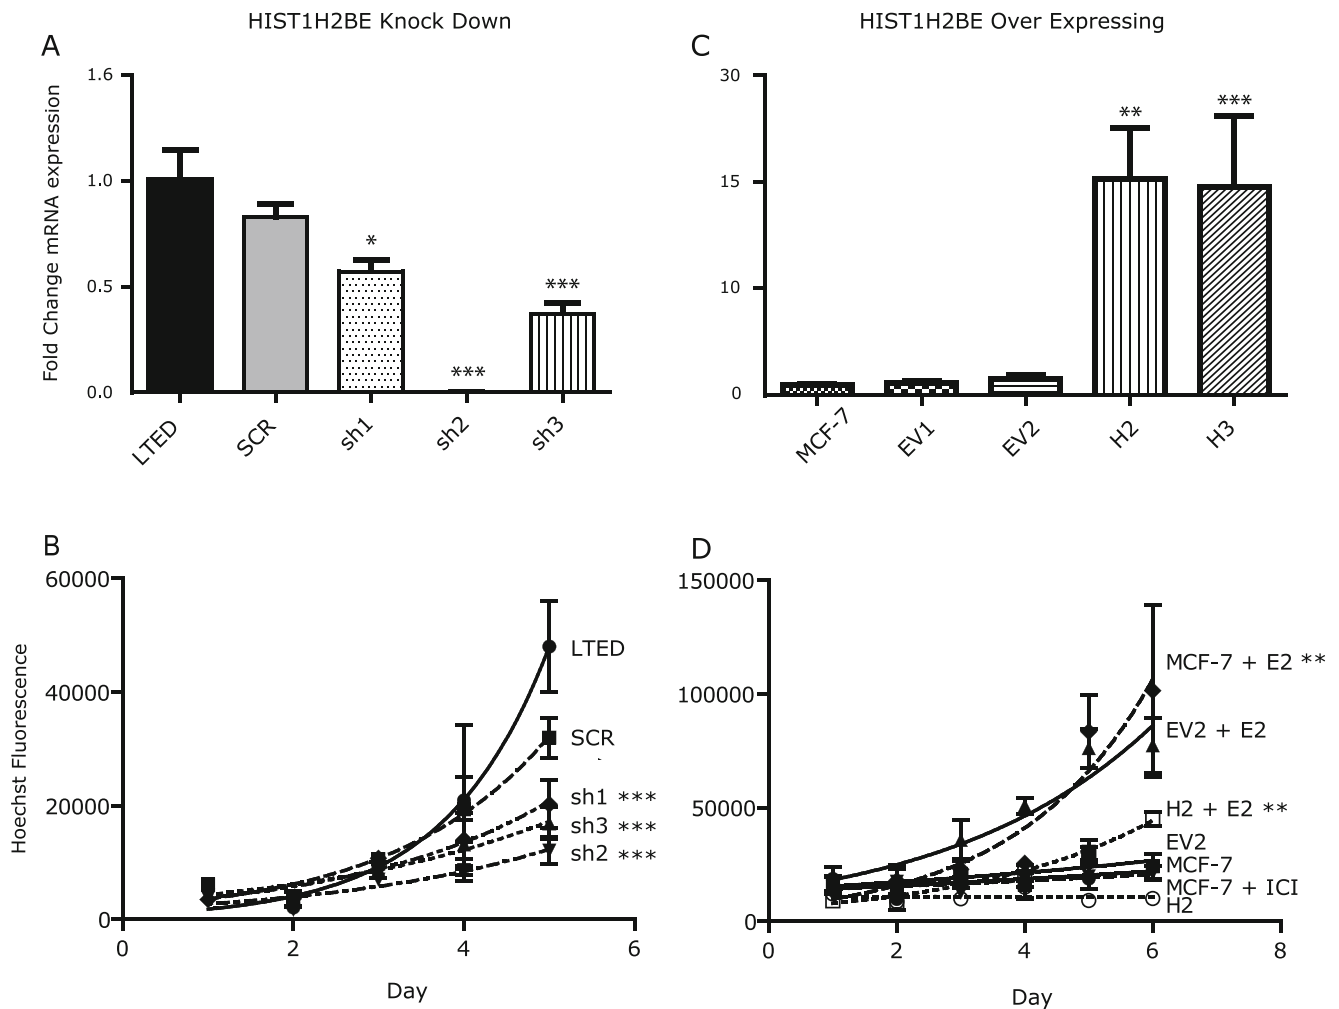 HIST1H2BE Knock Down
A
Fold Change mRNA expression
1.6
1.0
0.5
0.0
*
***
***
LTED
SCR
sh1
sh2
sh3
HIST1H2BE Over Expressing
C
30
15
10
0
**
***
MCF-7
EV1
EV2
H2
H3
B
Hoechst Fluorescence
60000
40000
20000
0
0
2
4
6
Day
LTED
SCR
sh1 ***
sh3 ***
sh2 ***
D
150000
100000
50000
0
0
2
4
6
8
Day
MCF-7 + E2 **
EV2 + E2
H2 + E2 **
EV2
MCF-7
MCF-7 + ICI
H2